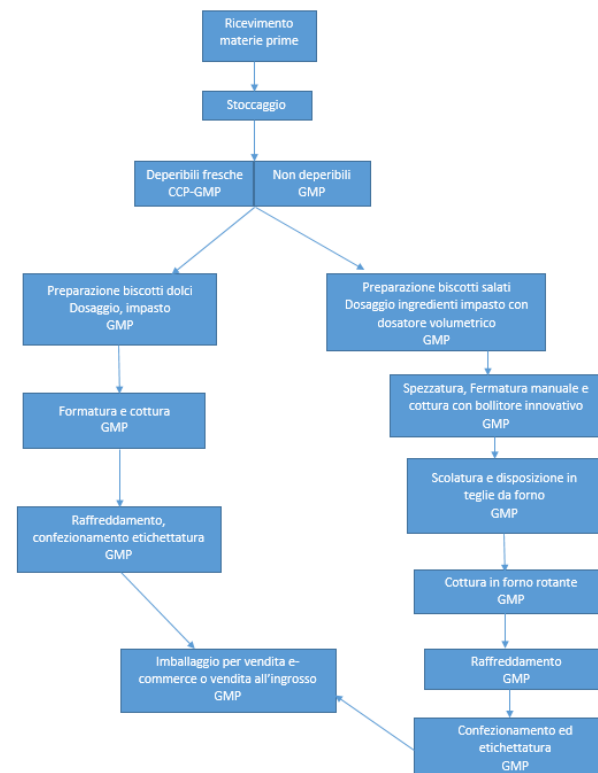 Ricevimento
materie prime
Stoccaggio
Deperibili fresche
CCP-GMP
Non deperibili
GMP
Preparazione biscotti dolci
Dosaggio, impasto
GMP
Formatura e cottura
GMP
Raffreddamento,
confezionamento etichettatura
GMP
Preparazione biscotti salati
Dosaggio ingredienti impasto con
dosatore volumetrico
GMP
Spezzatura, Fermatura manuale e
cottura con bollitore innovativo
GMP
Scolatura e disposizione in
teglie da forno
GMP
Cottura in forno rotante
GMP
Raffreddamento
GMP
Confezionamento ed
etichettatura
GMP
Imballaggio per vendita e-
commerce o vendita all’ingrosso
GMP